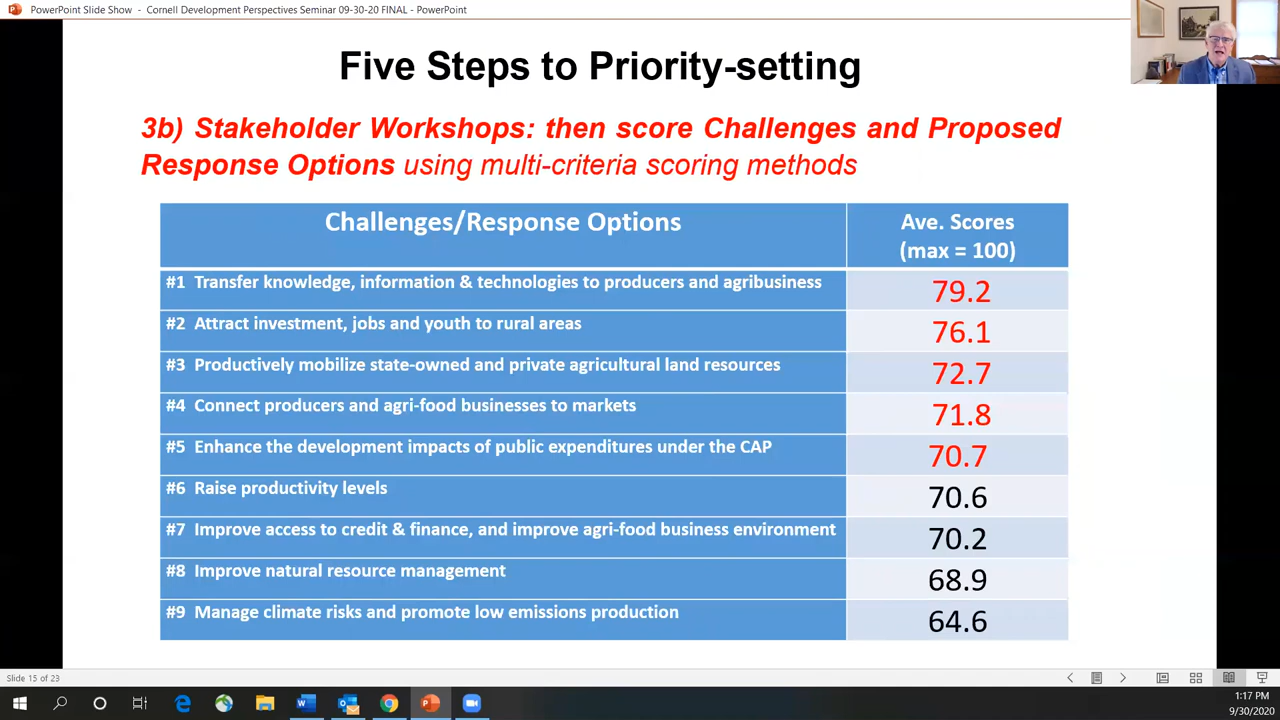 PowerPoint Slide Show - Cornell Development Perspectives Seminar 09-30-20 FINAL - PowerPoint
Five Steps to Priority-setting
3b) Stakeholder Workshops: then score Challenges and Proposed
Response Options using multi-criteria scoring methods
Challenges/Response Options
Ave. Scores
(max = 100)
#1 Transfer knowledge, information & technologies to producers and agribusiness
79.2
#2 Attract investment, jobs and youth to rural areas
76.1
#3 Productively mobilize state-owned and private agricultural land resources
72.7
#4 Connect producers and agri-food businesses to markets
71.8
#5 Enhance the development impacts of public expenditures under the CAP
70.7
#6 Raise productivity levels
70.6
#7 Improve access to credit & finance, and improve agri-food business environment
70.2
#8 Improve natural resource management
68.9
#9 Manage climate risks and promote low emissions production
64.6
Slide 15 of 23
1:17 PM
9/30/2020